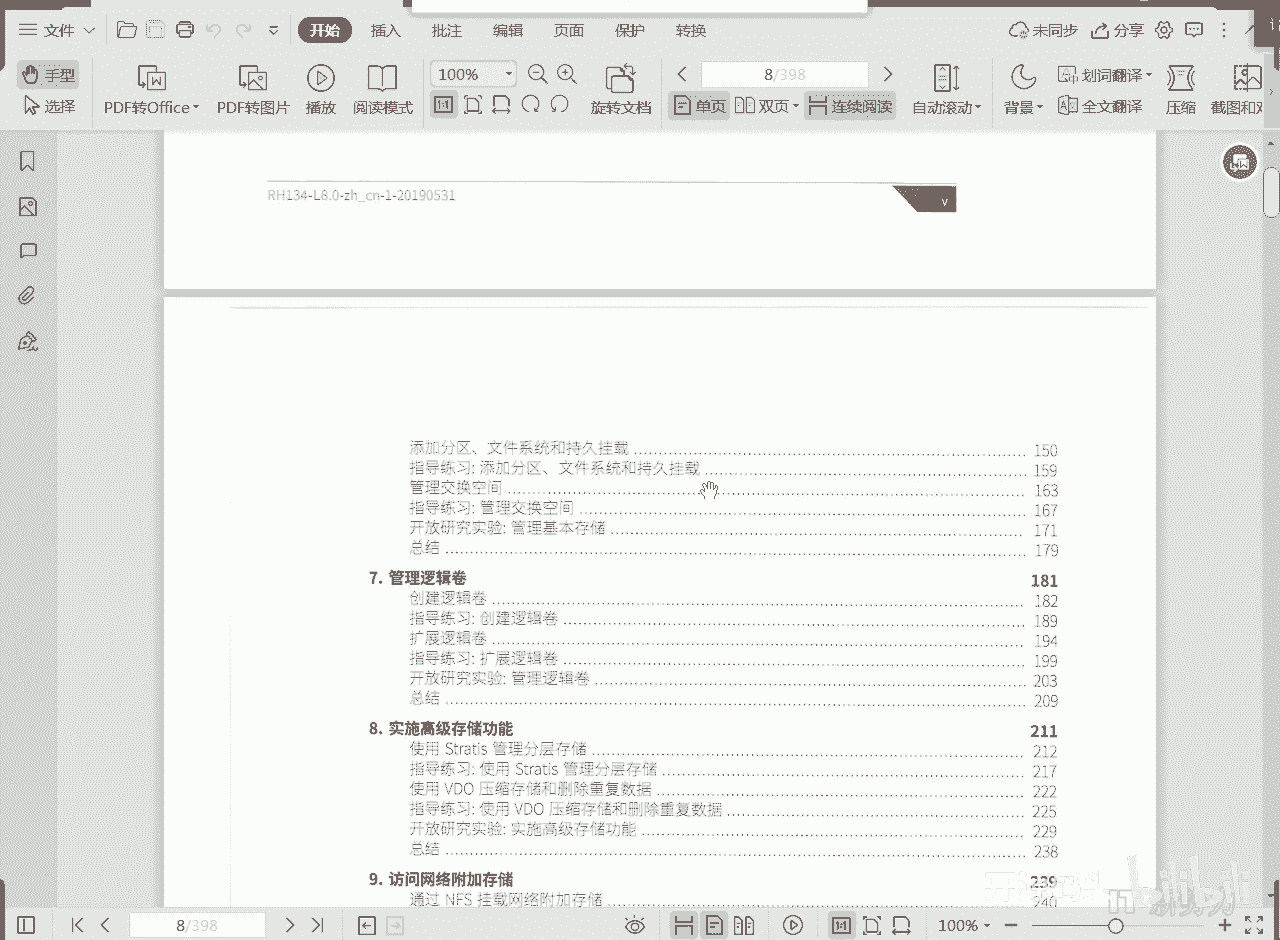 文件
开始 插入 批注 编辑 页面 保护 转换
未同步 分享
手型
选择
PDF转Office
PDF转图片
播放
阅读模式
100%
旋转文档
8/398
单页 双页 连续阅读
自动滚动
背景
划词翻译
全文翻译
压缩
截图和
RH134-L8.0-zh_cn-1-20190531
v
添加分区、文件系统和持久挂载 150
指导练习: 添加分区、文件系统和持久挂载 159
管理交换空间 163
指导练习: 管理交换空间 167
开放研究实验: 管理基本存储 171
总结 179
7. 管理逻辑卷 181
创建逻辑卷 182
指导练习: 创建逻辑卷 189
扩展逻辑卷 194
指导练习: 扩展逻辑卷 199
开放研究实验: 管理逻辑卷 203
总结 209
8. 实施高级存储功能 211
使用 Stratis 管理分层存储 212
指导练习: 使用 Stratis 管理分层存储 217
使用 VDO 压缩存储和删除重复数据 222
指导练习: 使用 VDO 压缩存储和删除重复数据 225
开放研究实验: 实施高级存储功能 229
总结 238
9. 访问网络附加存储 239
通过 NFS 挂载网络附加存储 240
bilibili
8/398
100%